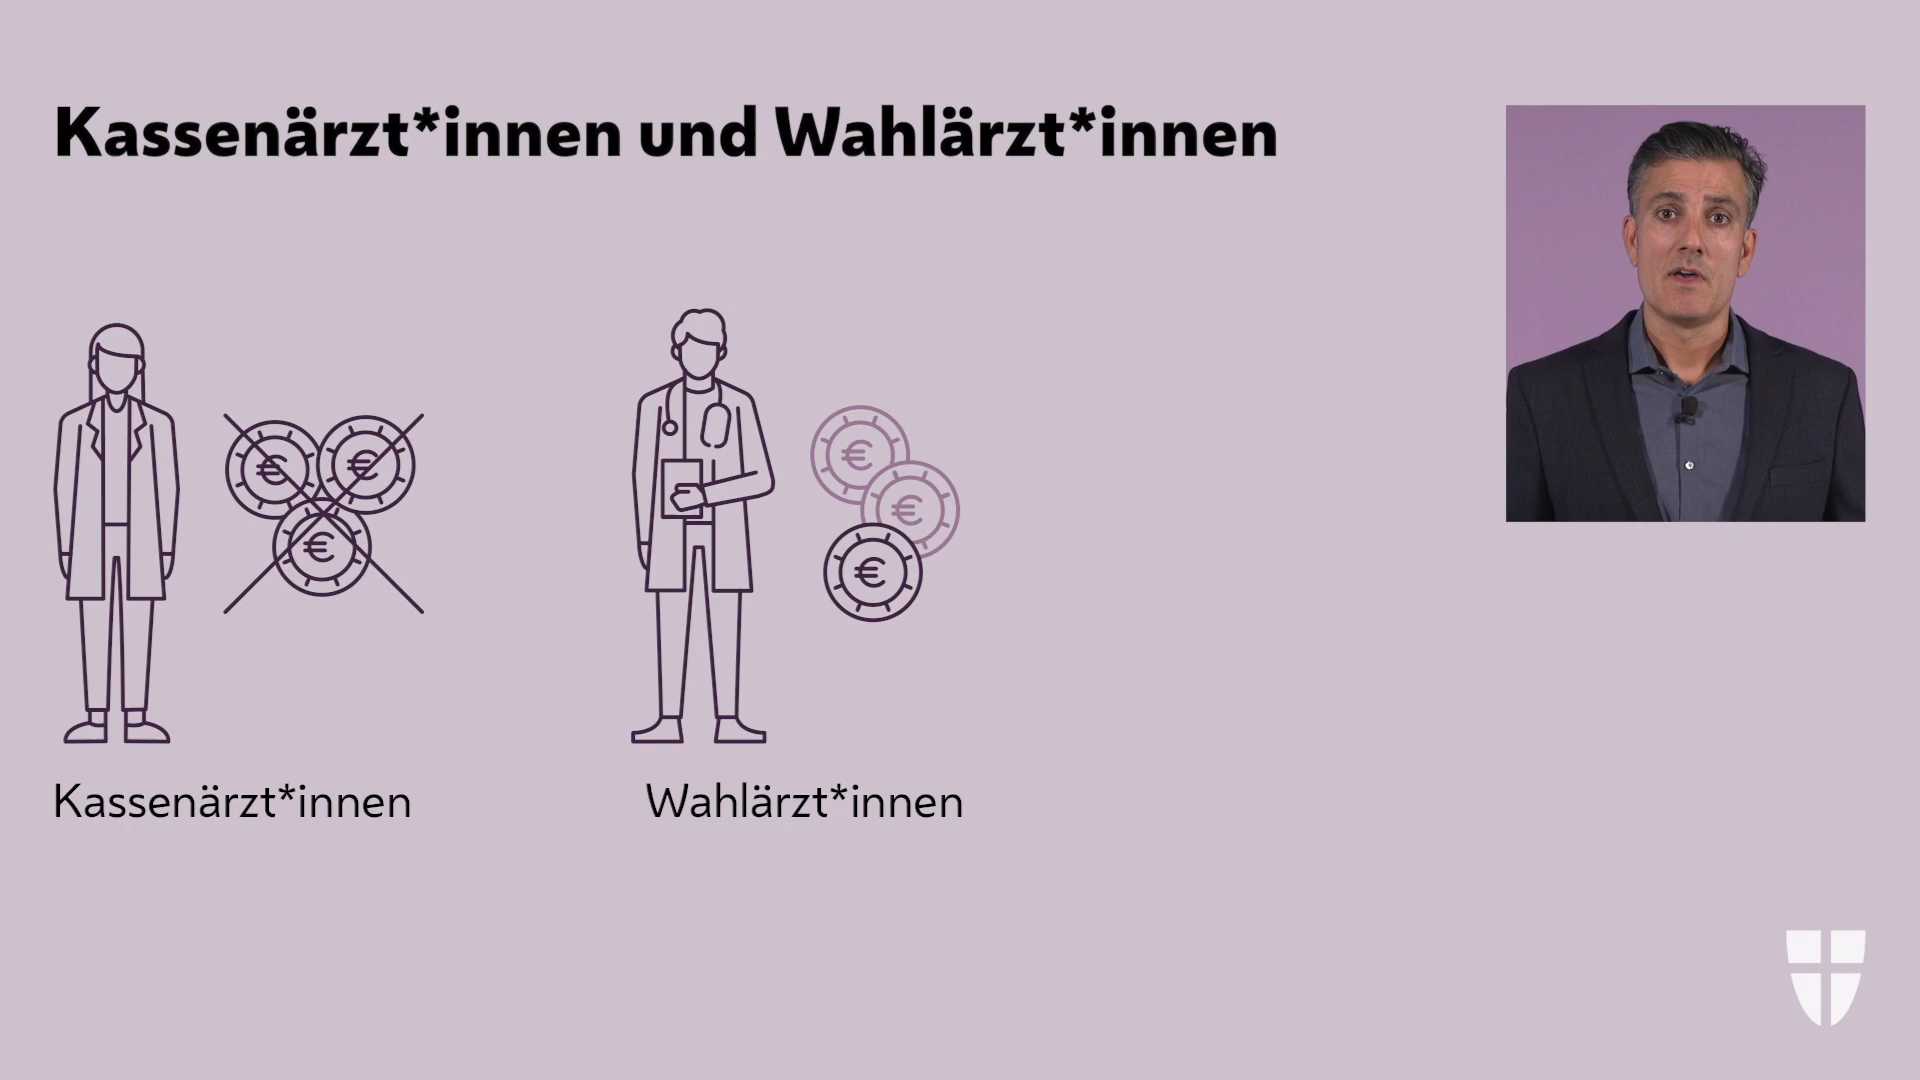 Kassenärzt*innen und Wahlärzt*innen
€ € €
€ € €
Kassenärzt*innen
Wahlärzt*innen